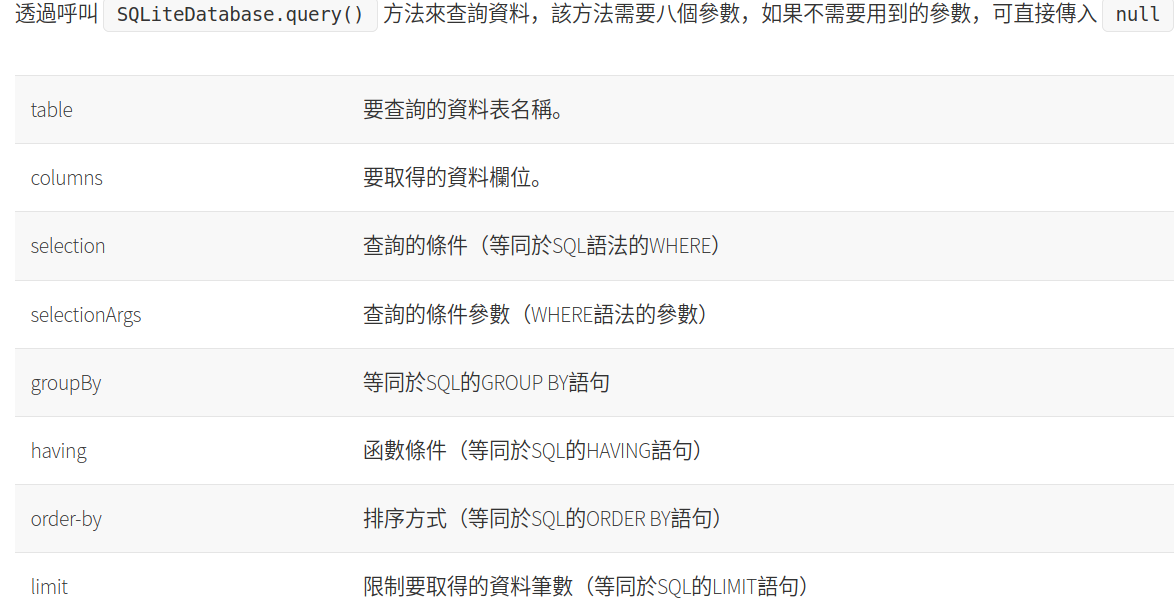 透過呼叫 SQLiteDatabase.query() 方法來查詢資料，該方法需要八個參數，如果不需要用到的參數，可直接傳入 null
table 要查詢的資料表名稱。
columns 要取得的資料欄位。
selection 查詢的條件（等同於SQL語法的WHERE）
selectionArgs 查詢的條件參數（WHERE語法的參數）
groupBy 等同於SQL的GROUP BY語句
having 函數條件（等同於SQL的HAVING語句）
order-by 排序方式（等同於SQL的ORDER BY語句）
limit 限制要取得的資料筆數（等同於SQL的LIMIT語句）